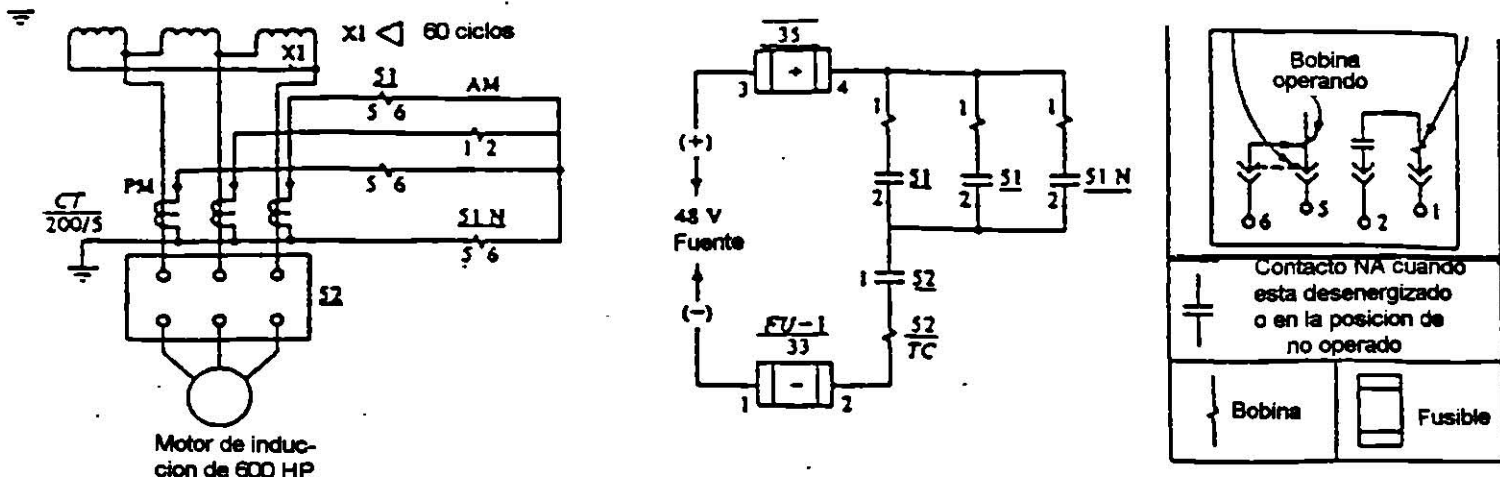 X1 60 ciclos
X1
51
5 6
AM
1 2
5 6
PM
CT
200/5
51 N
5 6
52
Motor de induc-
cion de 600 HP
35
3 + 4
(+)
48 V
Fuente
(-)
1 1 1
51 51 51 N
2 2 2
1 52
52
TC
FU-1
33
1 - 2
Bobina
operando
6 5 2 1
Contacto NA cuando
esta desenergizado
o en la posicion de
no operado
Bobina
Fusible